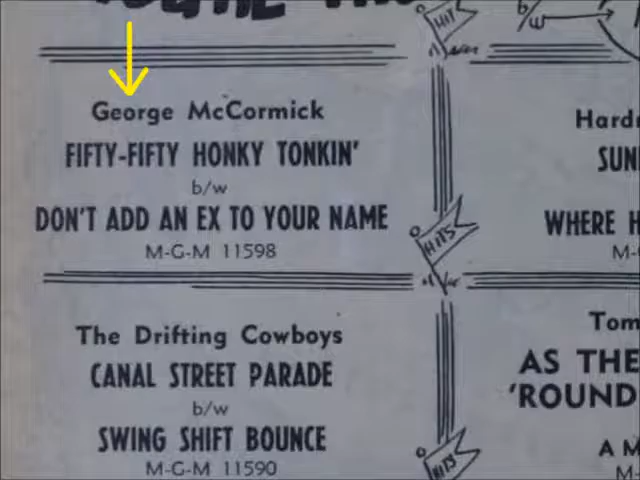 HIT
b/w
George McCormick
FIFTY-FIFTY HONKY TONKIN'
b/w
DON'T ADD AN EX TO YOUR NAME
M-G-M 11598
HITS
SUN
WHERE H
M-
The Drifting Cowboys
CANAL STREET PARADE
b/w
SWING SHIFT BOUNCE
M-G-M 11590
HITS
Tom
AS THE
'ROUND
A M
M-